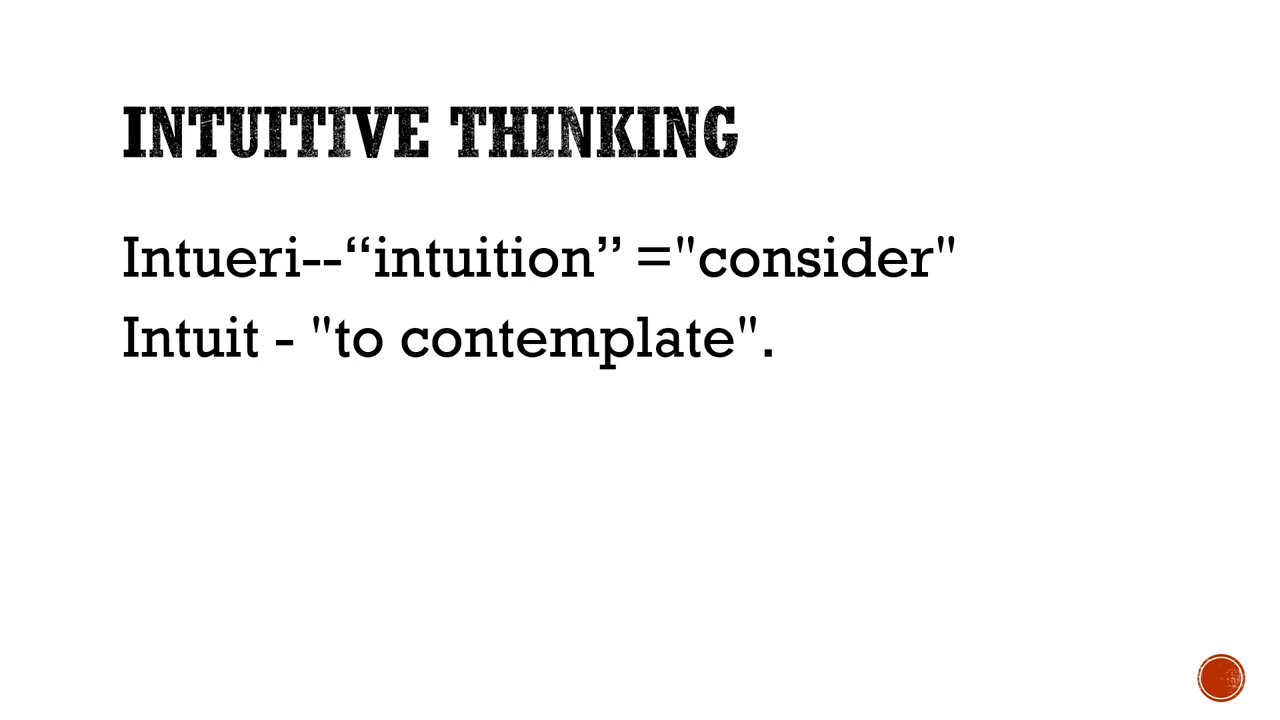 INTUITIVE THINKING
Intueri--“intuition” ="consider"
Intuit - "to contemplate".